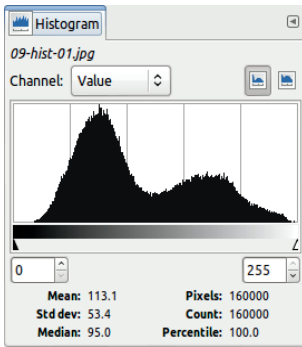 Histogram
09-hist-01.jpg
Channel: Value
0 255
Mean: 113.1 Pixels: 160000
Std dev: 53.4 Count: 160000
Median: 95.0 Percentile: 100.0